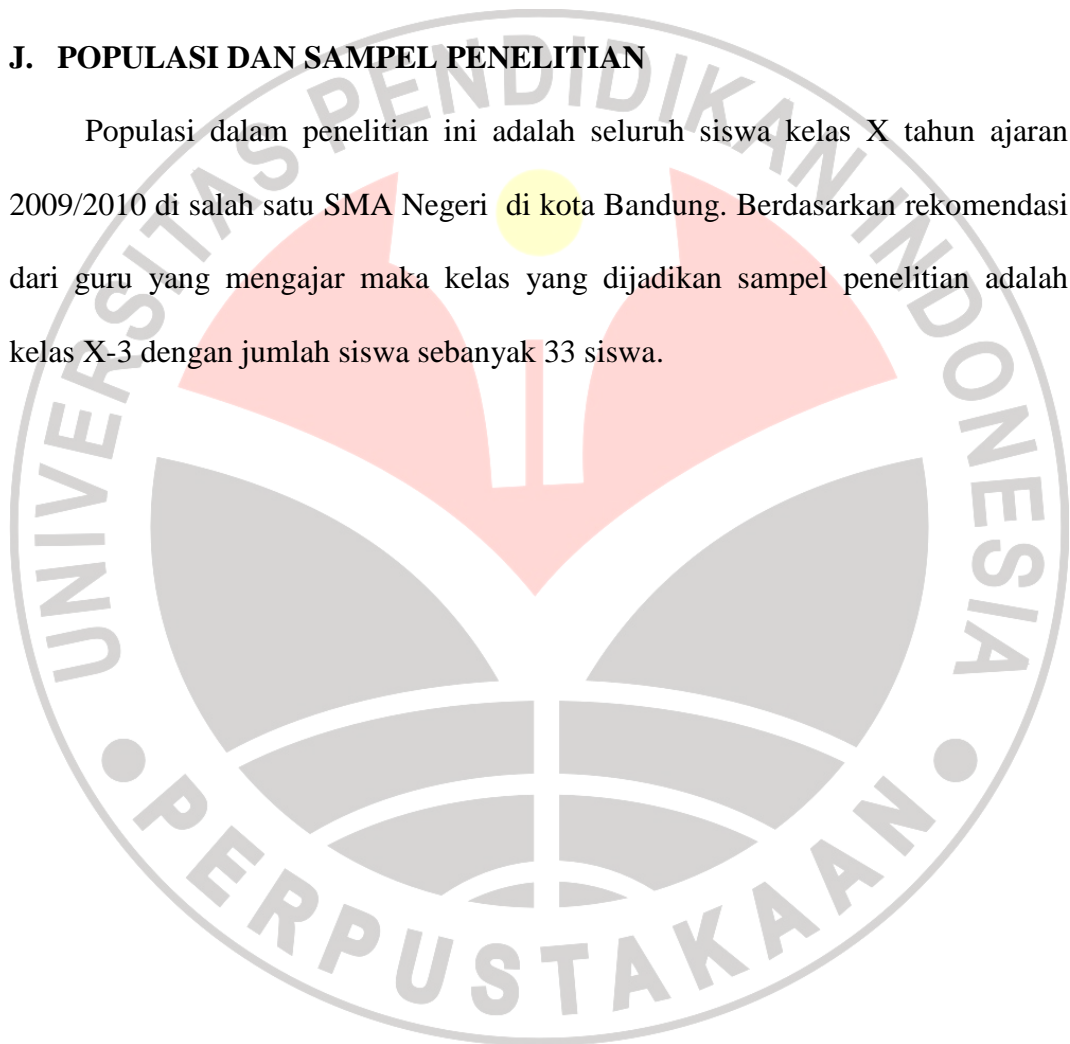 J. POPULASI DAN SAMPEL PENELITIAN
Populasi dalam penelitian ini adalah seluruh siswa kelas X tahun ajaran
2009/2010 di salah satu SMA Negeri di kota Bandung. Berdasarkan rekomendasi
dari guru yang mengajar maka kelas yang dijadikan sampel penelitian adalah
kelas X-3 dengan jumlah siswa sebanyak 33 siswa.
UNIVERSITAS PENDIDIKAN INDONESIA
PERPUSTAKAAN